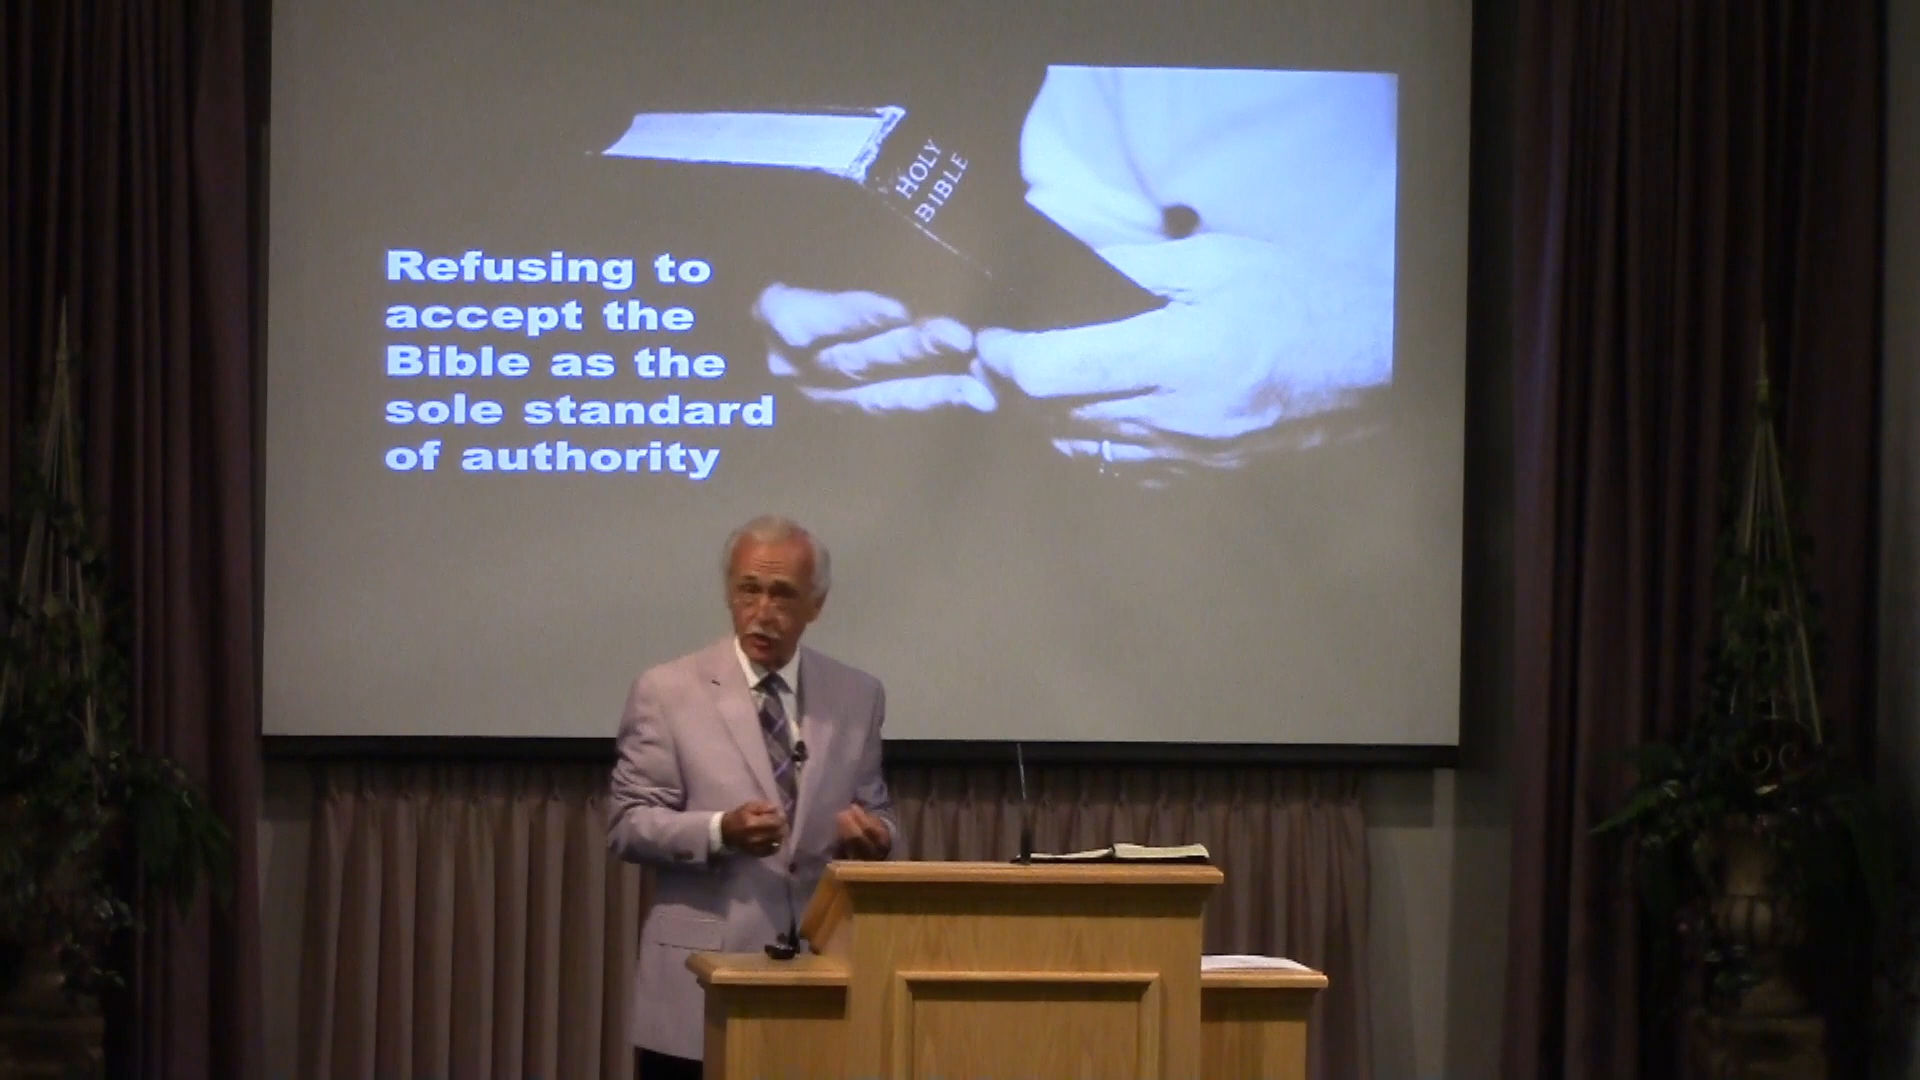 HOLY
BIBLE
Refusing to
accept the
Bible as the
sole standard
of authority